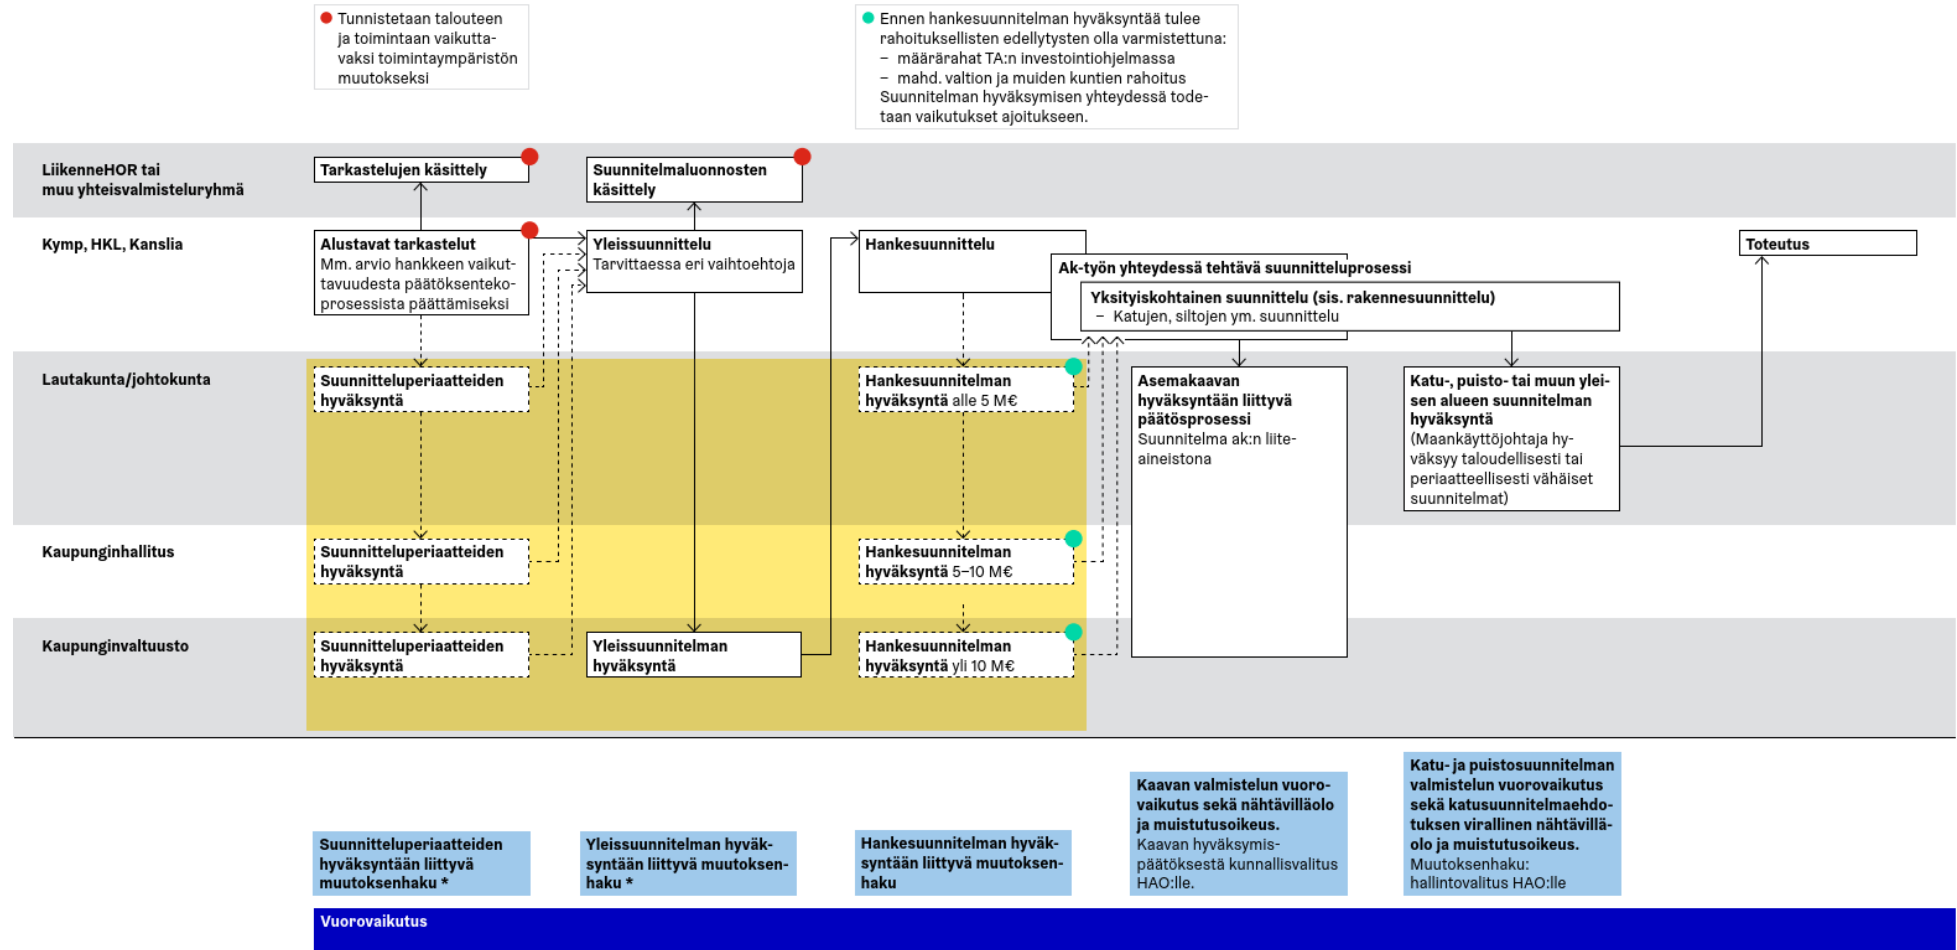 Tunnistetaan talouteen
ja toimintaan vaikutta-
vaksi toimintaympäristön
muutokseksi
Ennen hankesuunnitelman hyväksyntää tulee
rahoituksellisten edellytysten olla varmistettuna:
– määrärahat TA:n investointiohjelmassa
– mahd. valtion ja muiden kuntien rahoitus
Suunnitelman hyväksymisen yhteydessä tode-
taan vaikutukset ajoitukseen.
LiikenneHOR tai
muu yhteisvalmisteluryhmä
Tarkastelujen käsittely
Suunnitelmaluonnosten
käsittely
Kymp, HKL, Kanslia
Alustavat tarkastelut
Mm. arvio hankkeen vaikut-
tavuudesta päätöksenteko-
prosessista päättämiseksi
Yleissuunnittelu
Tarvittaessa eri vaihtoehtoja
Hankesuunnittelu
Ak-työn yhteydessä tehtävä suunnitteluprosessi
Yksityiskohtainen suunnittelu (sis. rakennesuunnittelu)
– Katujen, siltojen ym. suunnittelu
Toteutus
Lautakunta/johtokunta
Suunnitteluperiaatteiden
hyväksyntä
Hankesuunnitelman
hyväksyntä alle 5 M€
Asemakaavan
hyväksyntään liittyvä
päätösprosessi
Suunnitelma ak:n liite-
aineistona
Katu-, puisto- tai muun ylei-
sen alueen suunnitelman
hyväksyntä
(Maankäyttöjohtaja hy-
väksyy taloudellisesti tai
periaatteellisesti vähäiset
suunnitelmat)
Kaupunginhallitus
Suunnitteluperiaatteiden
hyväksyntä
Hankesuunnitelman
hyväksyntä 5–10 M€
Kaupunginvaltuusto
Suunnitteluperiaatteiden
hyväksyntä
Yleissuunnitelman
hyväksyntä
Hankesuunnitelman
hyväksyntä yli 10 M€
Suunnitteluperiaatteiden
hyväksyntään liittyvä
muutoksenhaku *
Yleissuunnitelman hyväk-
syntään liittyvä muutoksen-
haku *
Hankesuunnitelman hyväk-
syntään liittyvä muutoksen-
haku
Kaavan valmistelun vuoro-
vaikutus sekä nähtävilläolo
ja muistutusoikeus.
Kaavan hyväksymis-
päätöksestä kunnallisvalitus
HAO:lle.
Katu- ja puistosuunnitelman
valmistelun vuorovaikutus
sekä katusuunnitelmaehdo-
tuksen virallinen nähtävillä-
olo ja muistutusoikeus.
Muutoksenhaku:
hallintovalitus HAO:lle
Vuorovaikutus